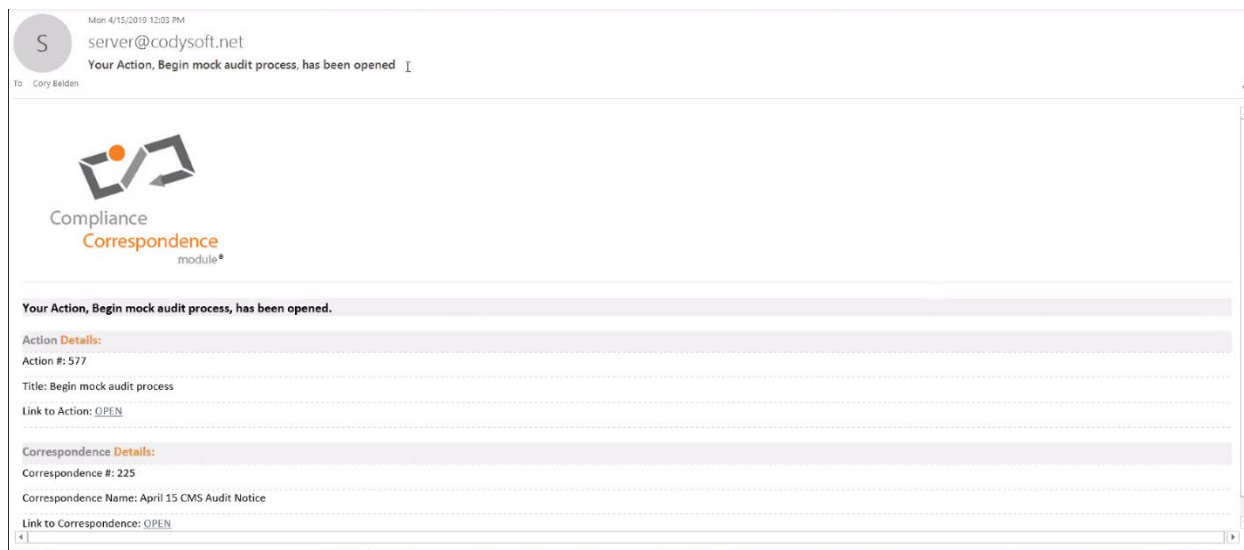 Mon 4/15/2019 12:03 PM
S
server@codysoft.net
Your Action, Begin mock audit process, has been opened
To Cory Belden
Compliance
Correspondence
module®
Your Action, Begin mock audit process, has been opened.
Action Details:
Action #: 577
Title: Begin mock audit process
Link to Action: OPEN
Correspondence Details:
Correspondence #: 225
Correspondence Name: April 15 CMS Audit Notice
Link to Correspondence: OPEN